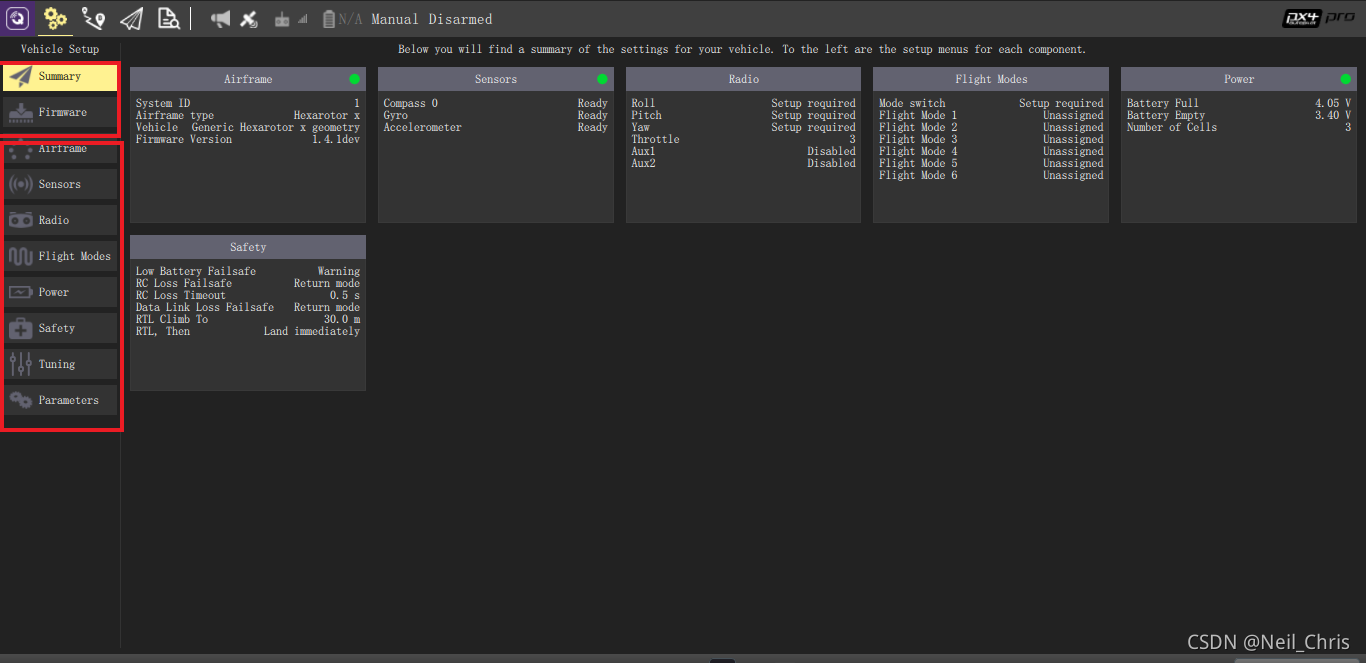 N/A Manual Disarmed
px4 pro
Vehicle Setup
Below you will find a summary of the settings for your vehicle. To the left are the setup menus for each component.
Summary
Firmware
Airframe
Sensors
Radio
Flight Modes
Power
Safety
Tuning
Parameters
Airframe
System ID 1
Airframe type Hexarotor x
Vehicle Generic Hexarotor x geometry
Firmware Version 1.4.1dev
Sensors
Compass 0 Ready
Gyro Ready
Accelerometer Ready
Radio
Roll Setup required
Pitch Setup required
Yaw Setup required
Throttle 3
Aux1 Disabled
Aux2 Disabled
Flight Modes
Mode switch Setup required
Flight Mode 1 Unassigned
Flight Mode 2 Unassigned
Flight Mode 3 Unassigned
Flight Mode 4 Unassigned
Flight Mode 5 Unassigned
Flight Mode 6 Unassigned
Power
Battery Full 4.05 V
Battery Empty 3.40 V
Number of Cells 3
Safety
Low Battery Failsafe Warning
RC Loss Failsafe Return mode
RC Loss Timeout 0.5 s
Data Link Loss Failsafe Return mode
RTL Climb To 30.0 m
RTL, Then Land immediately
CSDN @Neil_Chris